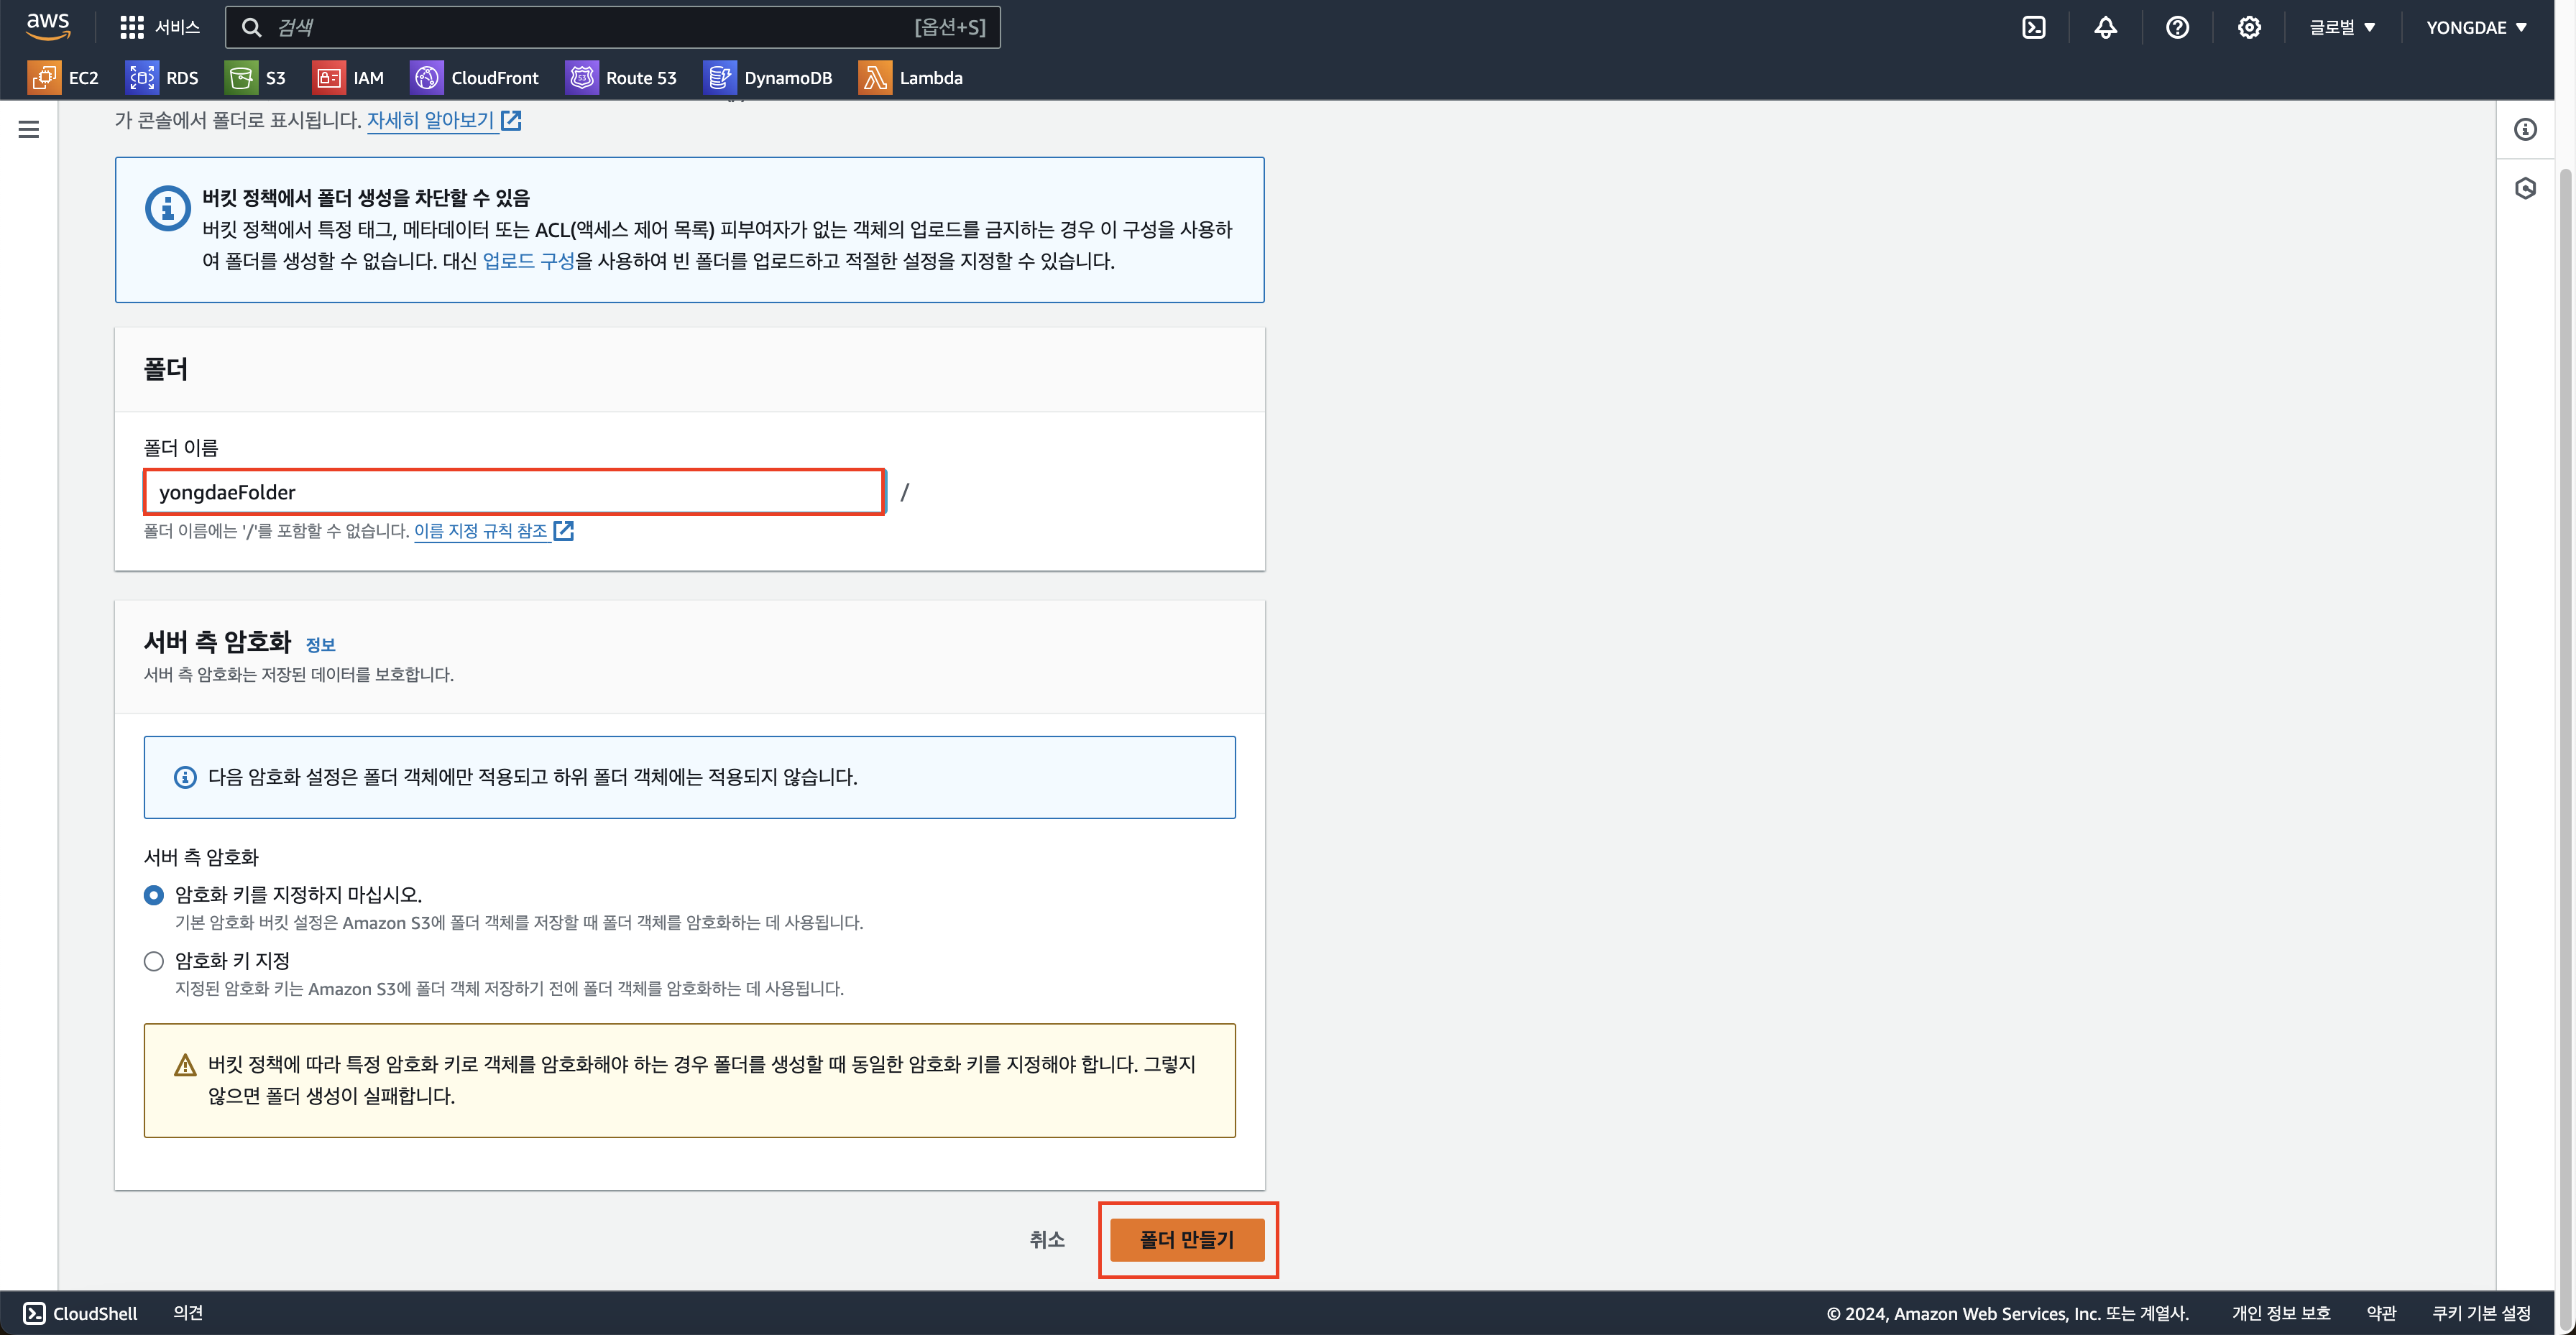 aws 서비스 검색 [옵션+S] 글로벌 YONGDAE
EC2 RDS S3 IAM CloudFront Route 53 DynamoDB Lambda
가 콘솔에서 폴더로 표시됩니다. 자세히 알아보기
버킷 정책에서 폴더 생성을 차단할 수 있음
버킷 정책에서 특정 태그, 메타데이터 또는 ACL(액세스 제어 목록) 피부여자가 없는 객체의 업로드를 금지하는 경우 이 구성을 사용하
여 폴더를 생성할 수 없습니다. 대신 업로드 구성을 사용하여 빈 폴더를 업로드하고 적절한 설정을 지정할 수 있습니다.
폴더
폴더 이름
yongdaeFolder /
폴더 이름에는 '/'를 포함할 수 없습니다. 이름 지정 규칙 참조
서버 측 암호화 정보
서버 측 암호화는 저장된 데이터를 보호합니다.
다음 암호화 설정은 폴더 객체에만 적용되고 하위 폴더 객체에는 적용되지 않습니다.
서버 측 암호화
암호화 키를 지정하지 마십시오.
기본 암호화 버킷 설정은 Amazon S3에 폴더 객체를 저장할 때 폴더 객체를 암호화하는 데 사용됩니다.
암호화 키 지정
지정된 암호화 키는 Amazon S3에 폴더 객체 저장하기 전에 폴더 객체를 암호화하는 데 사용됩니다.
버킷 정책에 따라 특정 암호화 키로 객체를 암호화해야 하는 경우 폴더를 생성할 때 동일한 암호화 키를 지정해야 합니다. 그렇지
않으면 폴더 생성이 실패합니다.
취소 폴더 만들기
CloudShell 의견 © 2024, Amazon Web Services, Inc. 또는 계열사. 개인 정보 보호 약관 쿠키 기본 설정